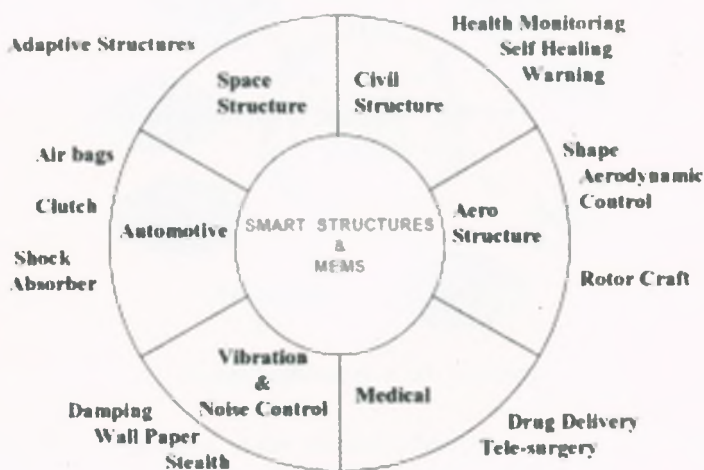 Adaptive Structures
Health Monitoring
Self Healing
Warning
Space
Structure
Civil
Structure
Air bags
Clutch
Shock
Absorber
Automotive
SMART STRUCTURES
&
MEMS
Aero
Structure
Shape
Aerodynamic
Control
Rotor Craft
Vibration
&
Noise Control
Medical
Damping
Wall Paper
Stealth
Drug Delivery
Tele-surgery